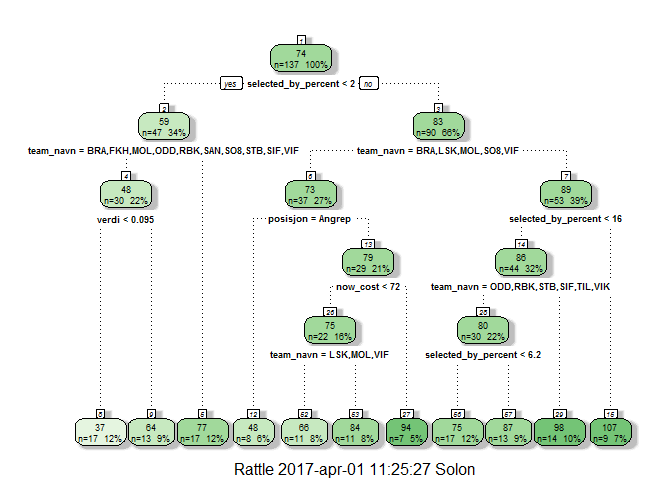 1
74
n=137 100%
yes selected_by_percent < 2 no
2 3
59 83
n=47 34% n=90 66%
team_navn = BRA,FKH,MOL,ODD,RBK,SAN,SO8,STB,SIF,VIF team_navn = BRA,LSK,MOL,SO8,VIF
4 6 7
48 73 89
n=30 22% n=37 27% n=53 39%
verdi < 0.095 posisjon = Angrep selected_by_percent < 16
13 14
79 86
n=29 21% n=44 32%
now_cost < 72 team_navn = ODD,RBK,STB,SIF,TIL,VIK
26 28
75 80
n=22 16% n=30 22%
team_navn = LSK,MOL,VIF selected_by_percent < 6.2
8 9 5 12 52 53 27 56 57 29 15
37 64 77 48 66 84 94 75 87 98 107
n=17 12% n=13 9% n=17 12% n=8 6% n=11 8% n=11 8% n=7 5% n=17 12% n=13 9% n=14 10% n=9 7%
Rattle 2017-apr-01 11:25:27 Solon